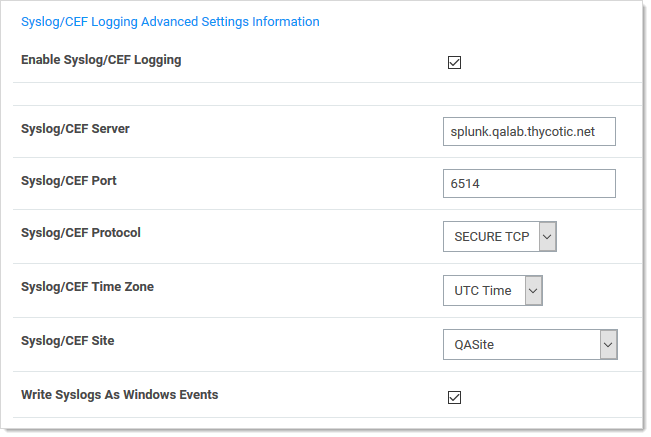 Syslog/CEF Logging Advanced Settings Information
Enable Syslog/CEF Logging
Syslog/CEF Server splunk.qalab.thycotic.net
Syslog/CEF Port 6514
Syslog/CEF Protocol SECURE TCP
Syslog/CEF Time Zone UTC Time
Syslog/CEF Site QASite
Write Syslogs As Windows Events